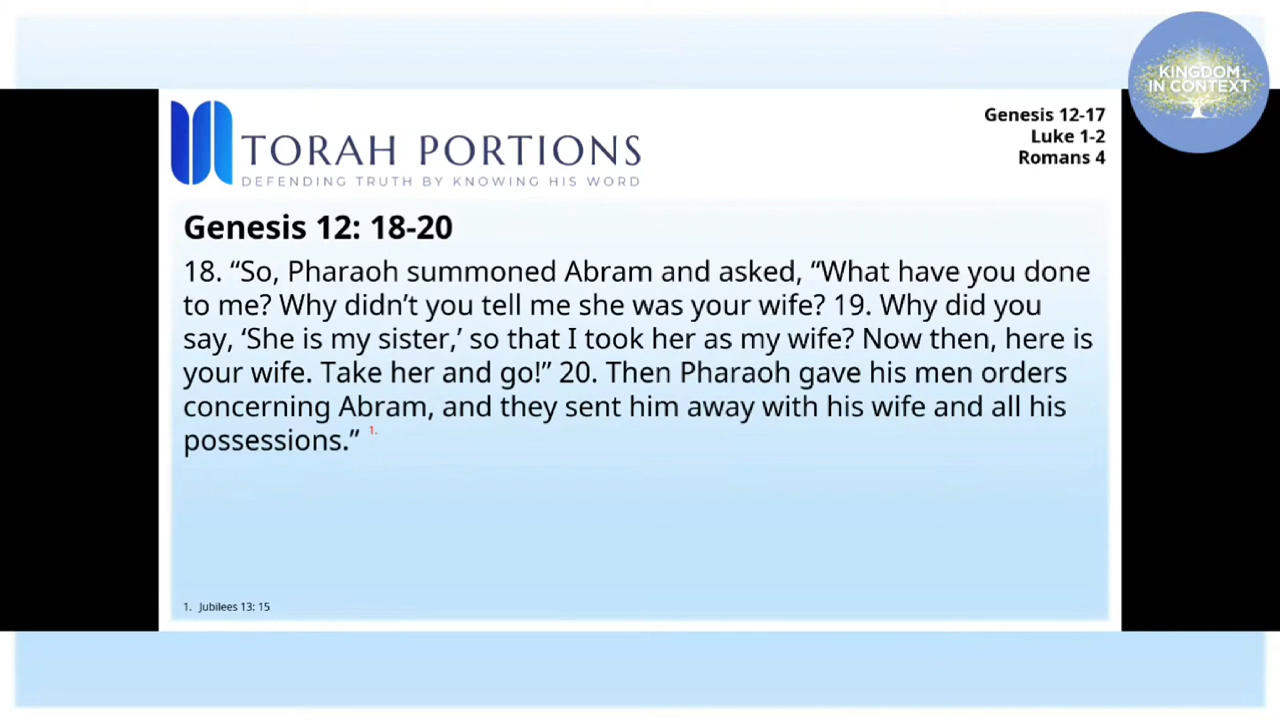 KINGDOM
IN CONTEXT
TORAH PORTIONS
DEFENDING TRUTH BY KNOWING HIS WORD
Genesis 12-17
Luke 1-2
Romans 4
Genesis 12: 18-20
18. “So, Pharaoh summoned Abram and asked, “What have you done
to me? Why didn’t you tell me she was your wife? 19. Why did you
say, ‘She is my sister,’ so that I took her as my wife? Now then, here is
your wife. Take her and go!” 20. Then Pharaoh gave his men orders
concerning Abram, and they sent him away with his wife and all his
possessions.” 1.
1. Jubilees 13: 15